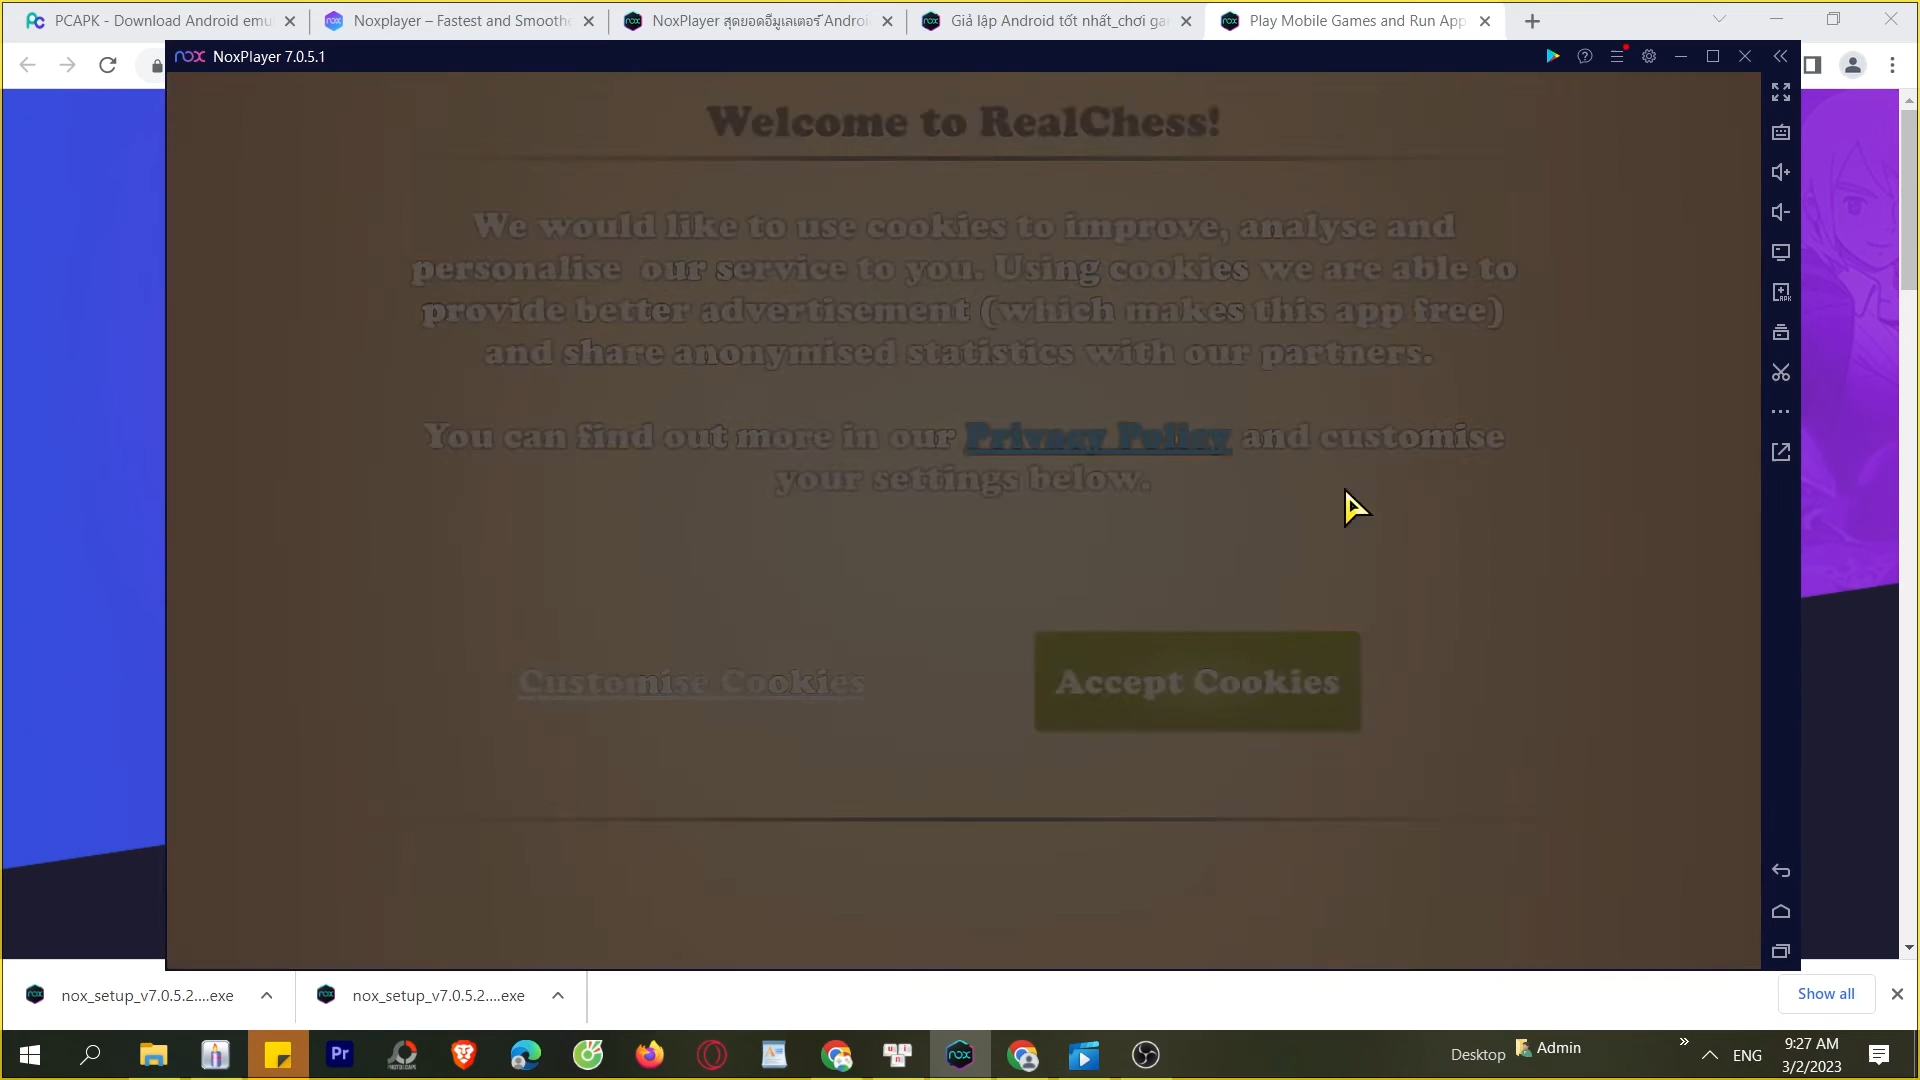 PCAPK - Download Android emu
Noxplayer – Fastest and Smoothe
NoxPlayer สุดยอดอีมูเลเตอร์ Androi
Giả lập Android tốt nhất_chơi ga
Play Mobile Games and Run App
nox NoxPlayer 7.0.5.1
Welcome to RealChess!
We would like to use cookies to improve, analyse and
personalise our service to you. Using cookies we are able to
provide better advertisement (which makes this app free)
and share anonymised statistics with our partners.
You can find out more in our Privacy Policy and customise
your settings below.
Customise Cookies
Accept Cookies
nox_setup_v7.0.5.2....exe
nox_setup_v7.0.5.2....exe
Show all
Desktop
Admin
ENG
9:27 AM
3/2/2023